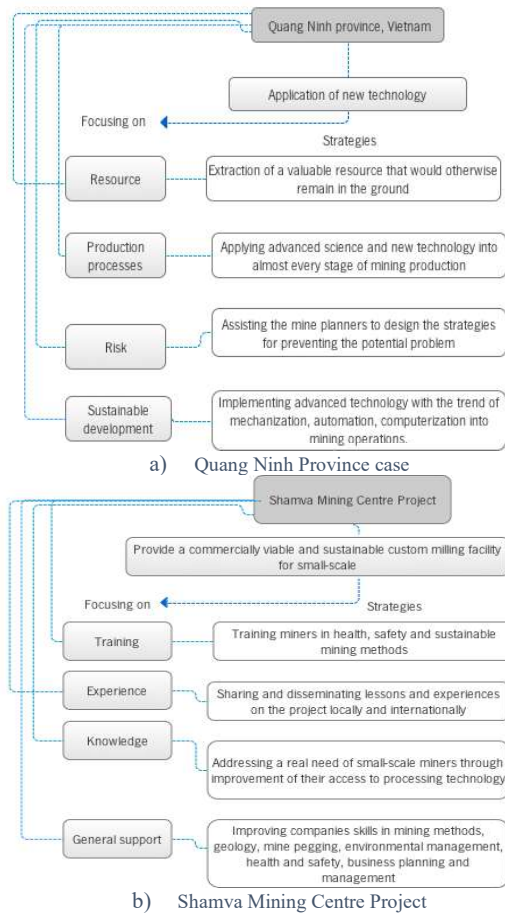 Quang Ninh province, Vietnam
Application of new technology
Focusing on
Strategies
Resource
Extraction of a valuable resource that would otherwise
remain in the ground
Production
processes
Applying advanced science and new technology into
almost every stage of mining production
Risk
Assisting the mine planners to design the strategies
for preventing the potential problem
Sustainable
development
Implementing advanced technology with the trend of
mechanization, automation, computerization into
mining operations.
a) Quang Ninh Province case
Shamva Mining Centre Project
Provide a commercially viable and sustainable custom milling facility
for small-scale
Focusing on
Strategies
Training
Training miners in health, safety and sustainable
mining methods
Experience
Sharing and disseminating lessons and experiences
on the project locally and internationally
Knowledge
Addressing a real need of small-scale miners through
improvement of their access to processing technology
General support
Improving companies skills in mining methods,
geology, mine pegging, environmental management,
health and safety, business planning and
management
b) Shamva Mining Centre Project